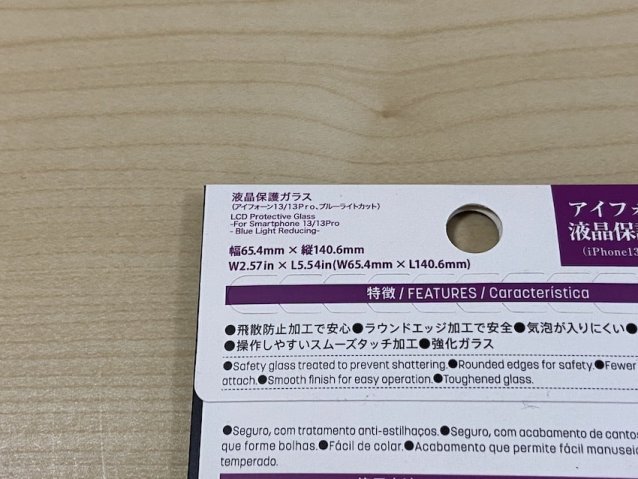 液晶保護ガラス
(アイフォーン13/13Pro、ブルーライトカット)
LCD Protective Glass
-For Smartphone 13/13Pro
- Blue Light Reducing-
幅65.4mm × 縦140.6mm
W2.57in × L5.54in(W65.4mm × L140.6mm)
アイフォ
液晶保
(iPhone13
特徴 / FEATURES / Característica
●飛散防止加工で安心●ラウンドエッジ加工で安全●気泡が入りにくい●
●操作しやすいスムーズタッチ加工●強化ガラス
●Safety glass treated to prevent shattering.●Rounded edges for safety.●Fewer
attach.●Smooth finish for easy operation.●Toughened glass.
●Seguro, com tratamento anti-estilhaços.●Seguro, com acabamento de canto
que forme bolhas.●Fácil de colar.●Acabamento que permite fácil manusei
temperado.